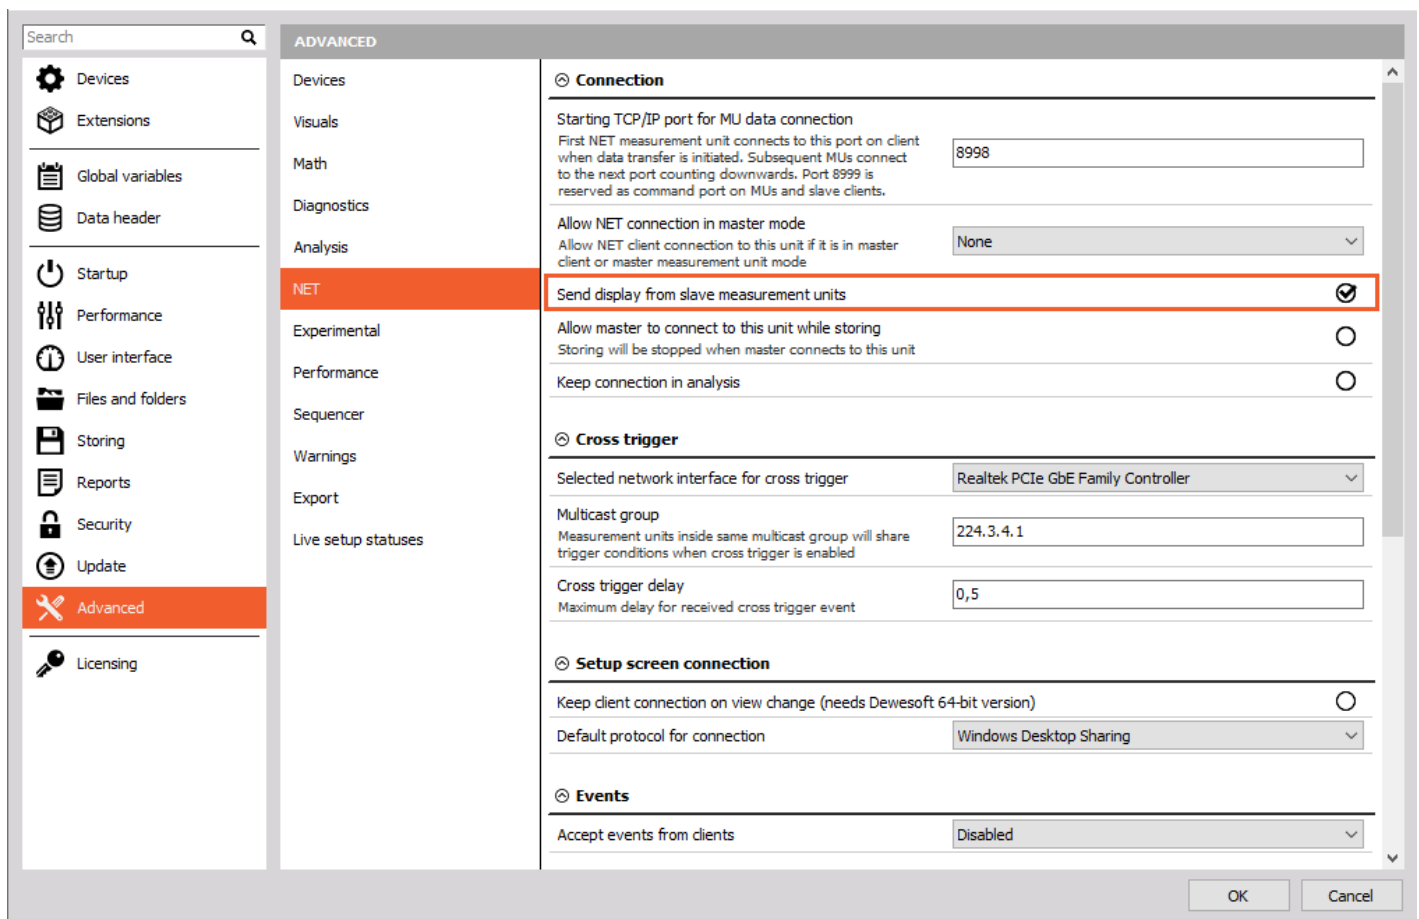 Search
Devices
Extensions
Global variables
Data header
Startup
Performance
User interface
Files and folders
Storing
Reports
Security
Update
Advanced
Licensing
ADVANCED
Devices
Visuals
Math
Diagnostics
Analysis
NET
Experimental
Performance
Sequencer
Warnings
Export
Live setup statuses
Connection
Starting TCP/IP port for MU data connection
First NET measurement unit connects to this port on client
when data transfer is initiated. Subsequent MUs connect
to the next port counting downwards. Port 8999 is
reserved as command port on MUs and slave clients.
8998
Allow NET connection in master mode
Allow NET client connection to this unit if it is in master
client or master measurement unit mode
None
Send display from slave measurement units
Allow master to connect to this unit while storing
Storing will be stopped when master connects to this unit
Keep connection in analysis
Cross trigger
Selected network interface for cross trigger
Realtek PCIe GbE Family Controller
Multicast group
Measurement units inside same multicast group will share
trigger conditions when cross trigger is enabled
224.3.4.1
Cross trigger delay
Maximum delay for received cross trigger event
0,5
Setup screen connection
Keep client connection on view change (needs Dewesoft 64-bit version)
Default protocol for connection
Windows Desktop Sharing
Events
Accept events from clients
Disabled
OK
Cancel